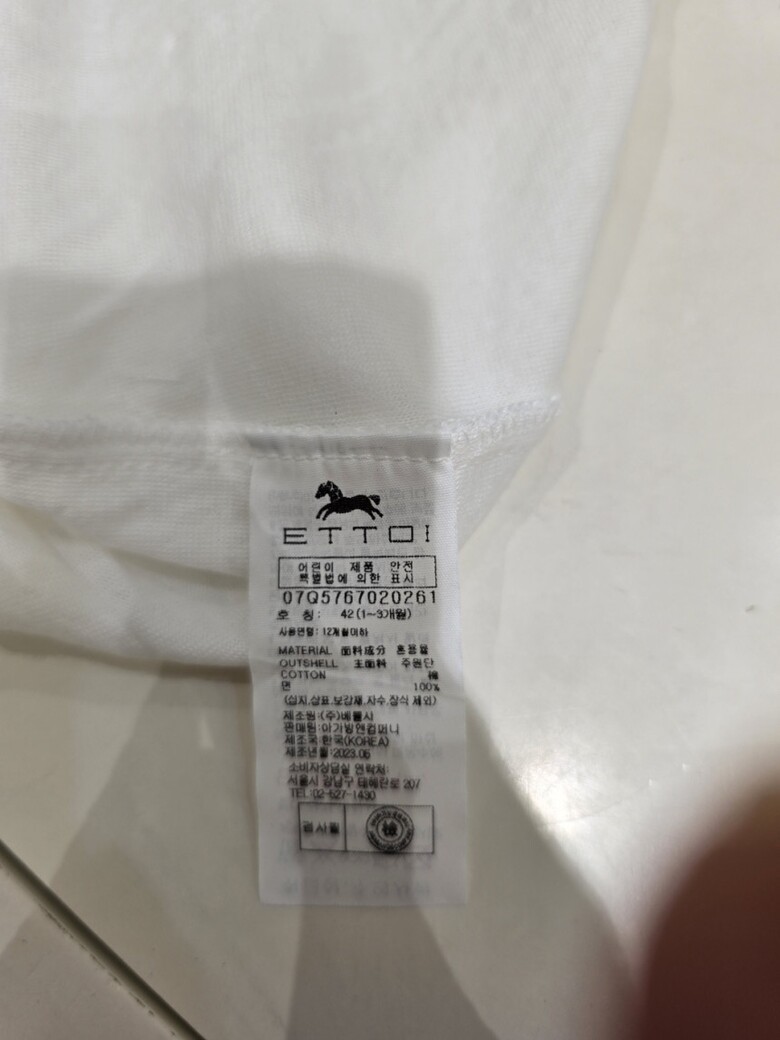 ETTOI
어린이 제품 안전
특별법에 의한 표시
07Q5767020261
호 칭: 42(1~3개월)
사용연령: 12개월이하
MATERIAL 面料成分 혼용률
OUTSHELL 主面料 주원단
COTTON 棉
면 100%
(심지,상표,보강재,자수,장식 제외)
제조원:(주)베몰사
판매원:아가방앤컴퍼니
제조국:한국(KOREA)
제조년월:2023.06
소비자상담실 연락처:
서울시 강남구 테헤란로 207
TEL:02-527-1430
검사필